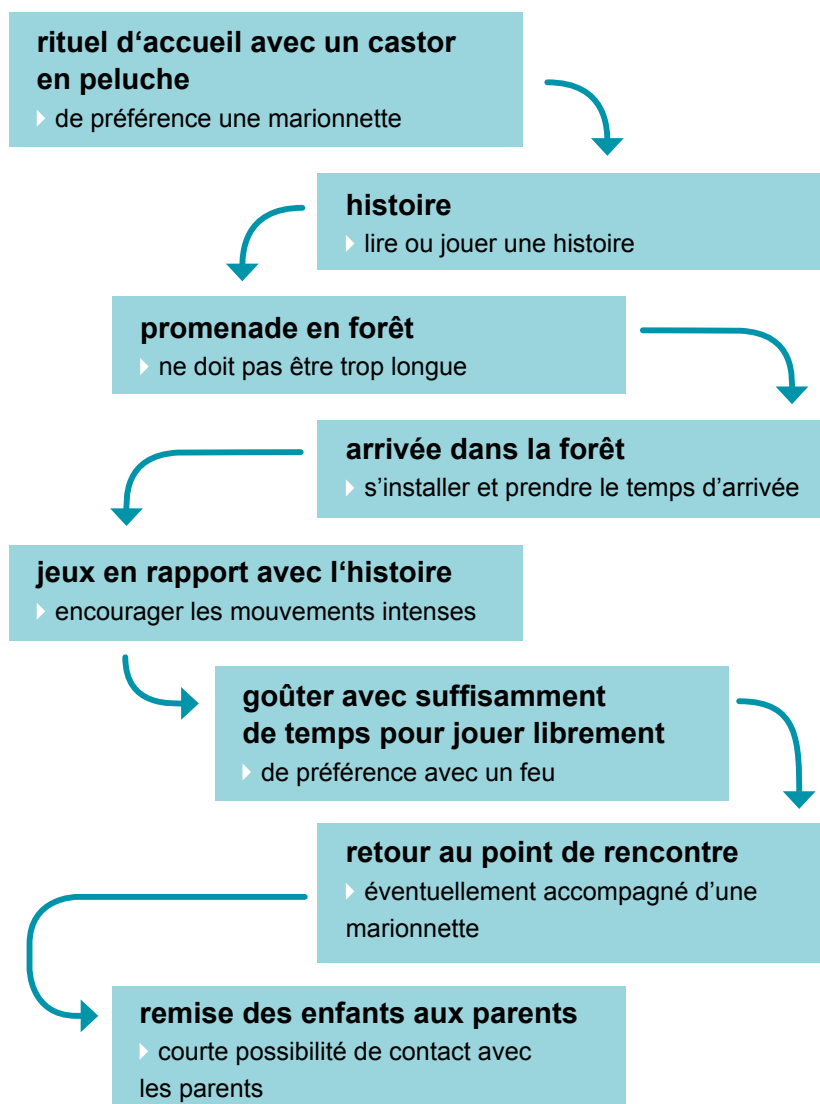 rituel d‘accueil avec un castor
en peluche
de préférence une marionnette
histoire
lire ou jouer une histoire
promenade en forêt
ne doit pas être trop longue
arrivée dans la forêt
s’installer et prendre le temps d’arrivée
jeux en rapport avec l‘histoire
encourager les mouvements intenses
goûter avec suffisamment
de temps pour jouer librement
de préférence avec un feu
retour au point de rencontre
éventuellement accompagné d’une
marionnette
remise des enfants aux parents
courte possibilité de contact avec
les parents